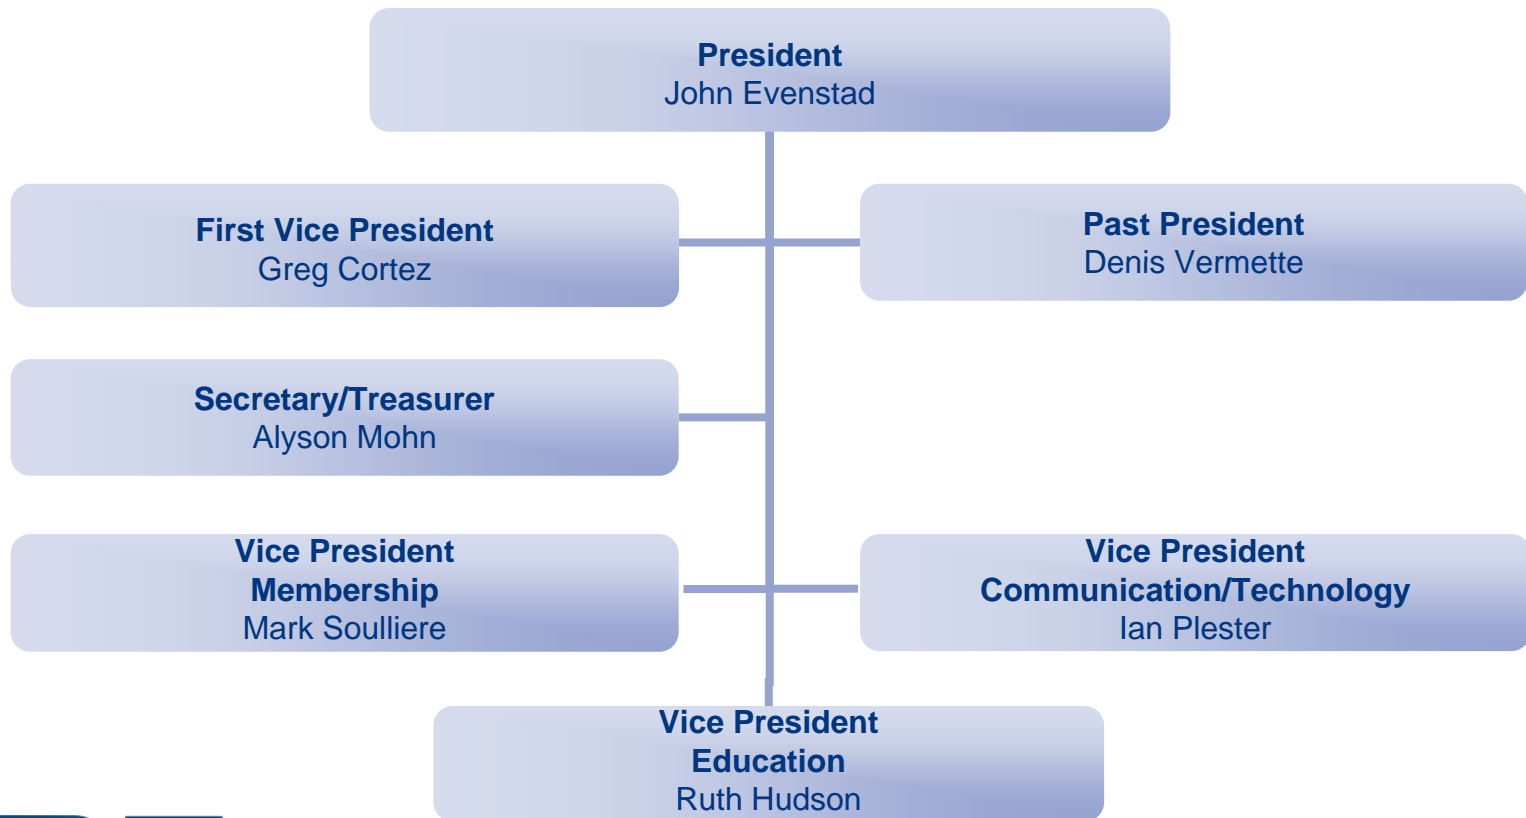 President
John Evenstad
First Vice President
Greg Cortez
Past President
Denis Vermette
Secretary/Treasurer
Alyson Mohn
Vice President
Membership
Mark Soulliere
Vice President
Communication/Technology
Ian Plester
Vice President
Education
Ruth Hudson